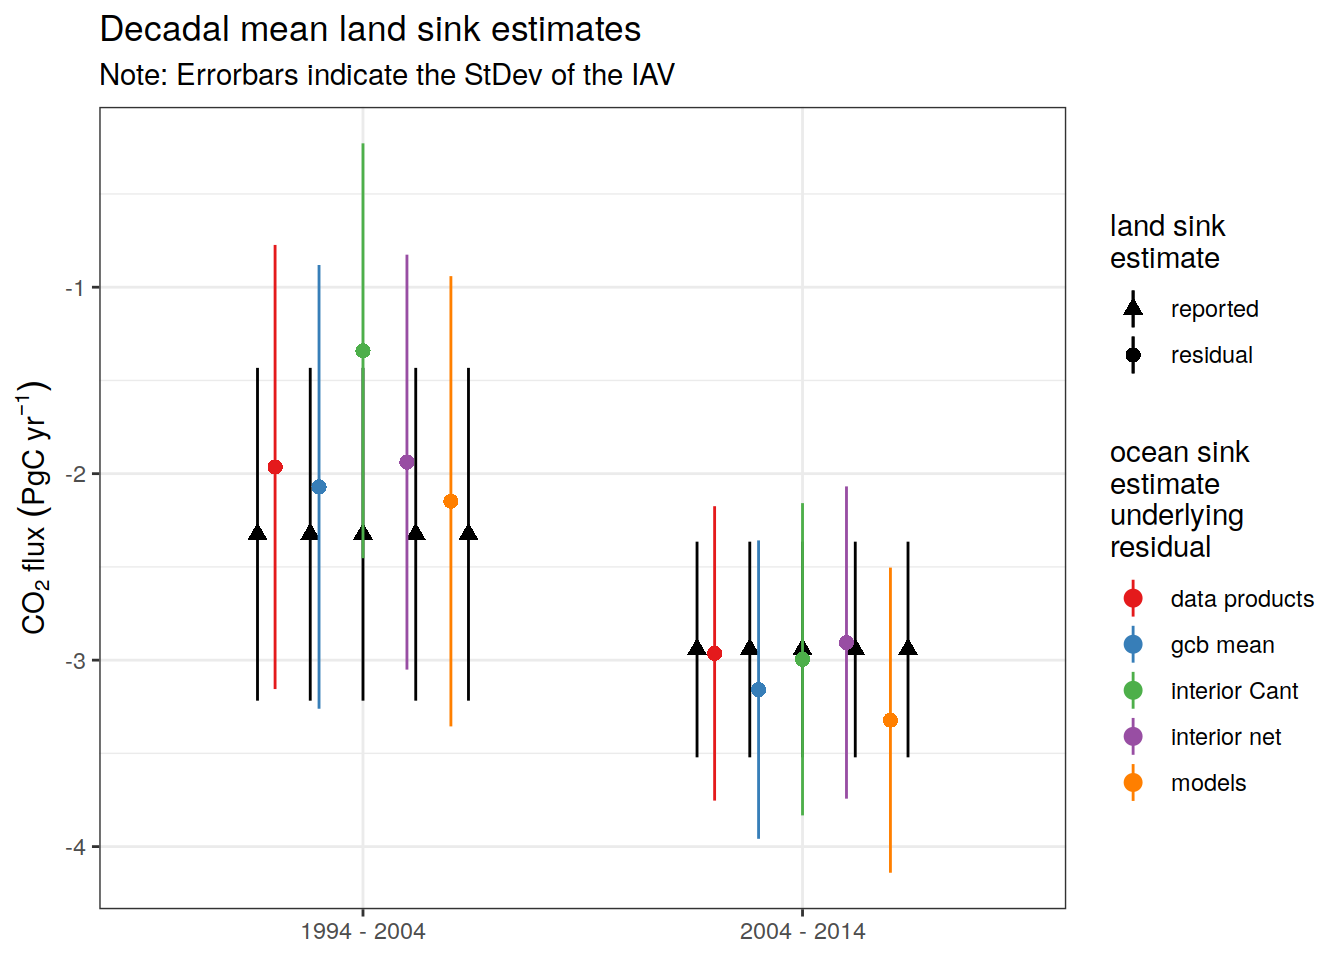 Decadal mean land sink estimates
Note: Errorbars indicate the StDev of the IAV
CO₂ flux (PgC yr⁻¹)
-1
-2
-3
-4
1994 - 2004
2004 - 2014
land sink
estimate
reported
residual
ocean sink
estimate
underlying
residual
data products
gcb mean
interior Cant
interior net
models